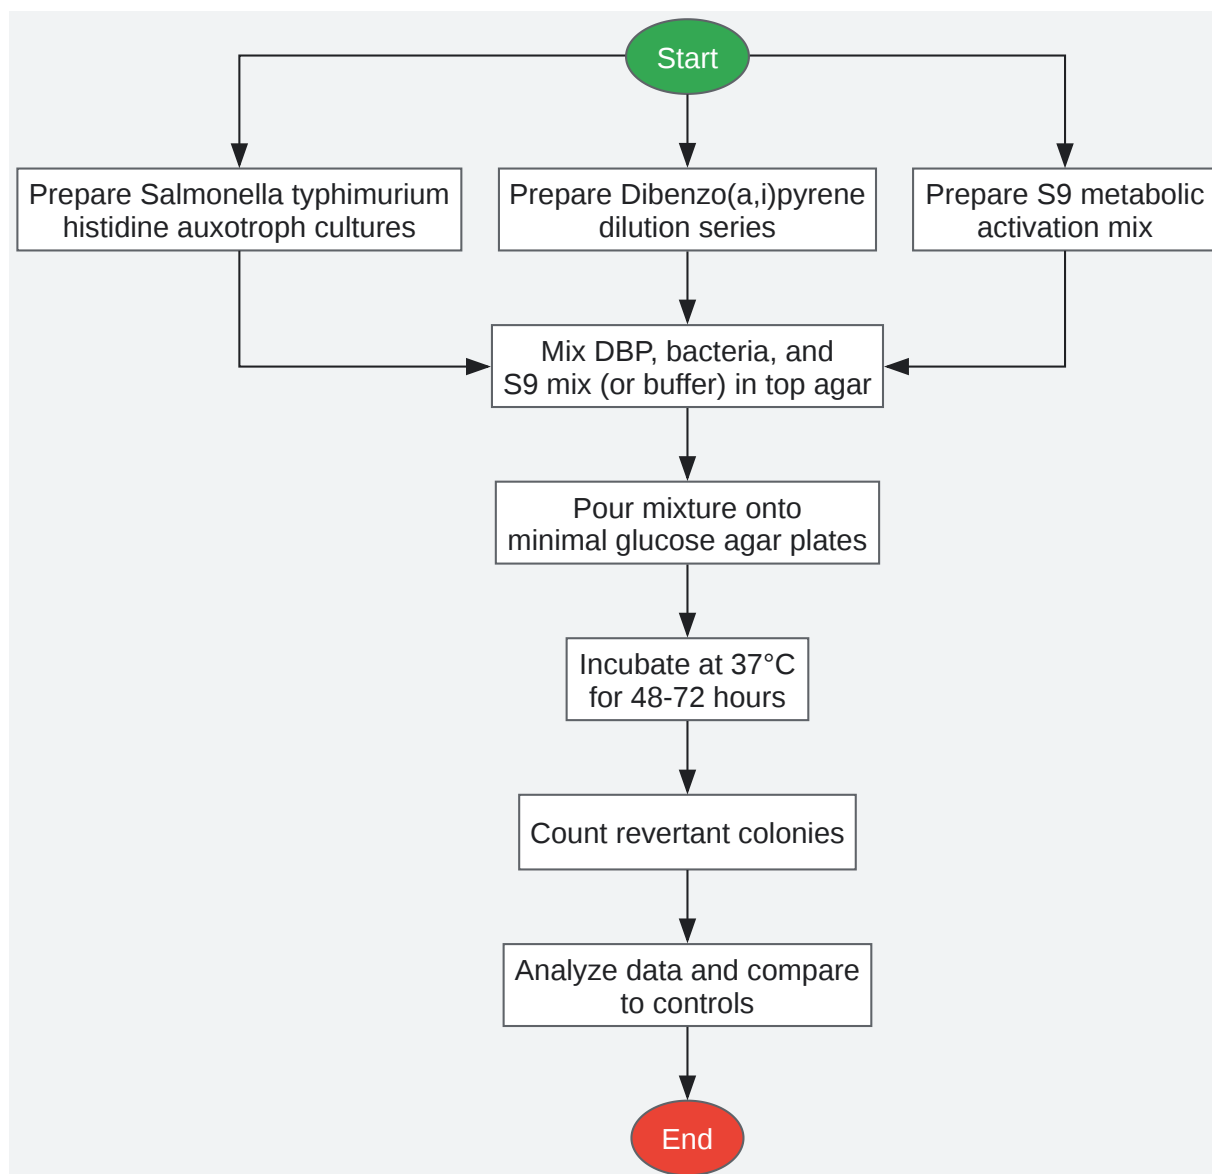 Start
Prepare Salmonella typhimurium
histidine auxotroph cultures
Prepare Dibenzo(a,i)pyrene
dilution series
Prepare S9 metabolic
activation mix
Mix DBP, bacteria, and
S9 mix (or buffer) in top agar
Pour mixture onto
minimal glucose agar plates
Incubate at 37°C
for 48-72 hours
Count revertant colonies
Analyze data and compare
to controls
End